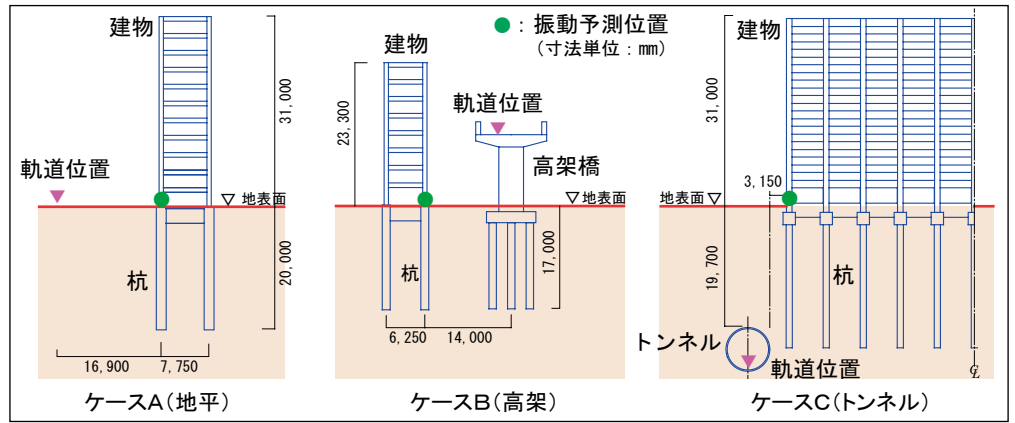 建物
31,000
軌道位置
▽ 地表面
杭
20,000
16,900
7,750
ケースA(地平)
●：振動予測位置
(寸法単位：mm)
建物
23,300
軌道位置
高架橋
▽地表面
杭
17,000
6,250
14,000
ケースB(高架)
建物
31,000
3,150
地表面▽
19,700
杭
トンネル
軌道位置
℄
ケースC(トンネル)